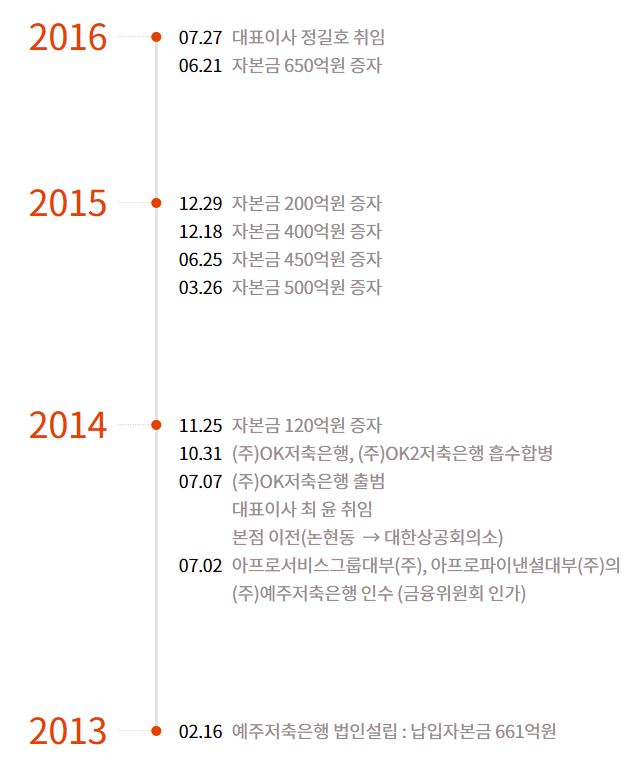 2016 07.27 대표이사 정길호 취임
06.21 자본금 650억원 증자
2015 12.29 자본금 200억원 증자
12.18 자본금 400억원 증자
06.25 자본금 450억원 증자
03.26 자본금 500억원 증자
2014 11.25 자본금 120억원 증자
10.31 (주)OK저축은행, (주)OK2저축은행 흡수합병
07.07 (주)OK저축은행 출범
대표이사 최 윤 취임
본점 이전(논현동 → 대한상공회의소)
07.02 아프로서비스그룹대부(주), 아프로파이낸셜대부(주)의
(주)예주저축은행 인수 (금융위원회 인가)
2013 02.16 예주저축은행 법인설립 : 납입자본금 661억원